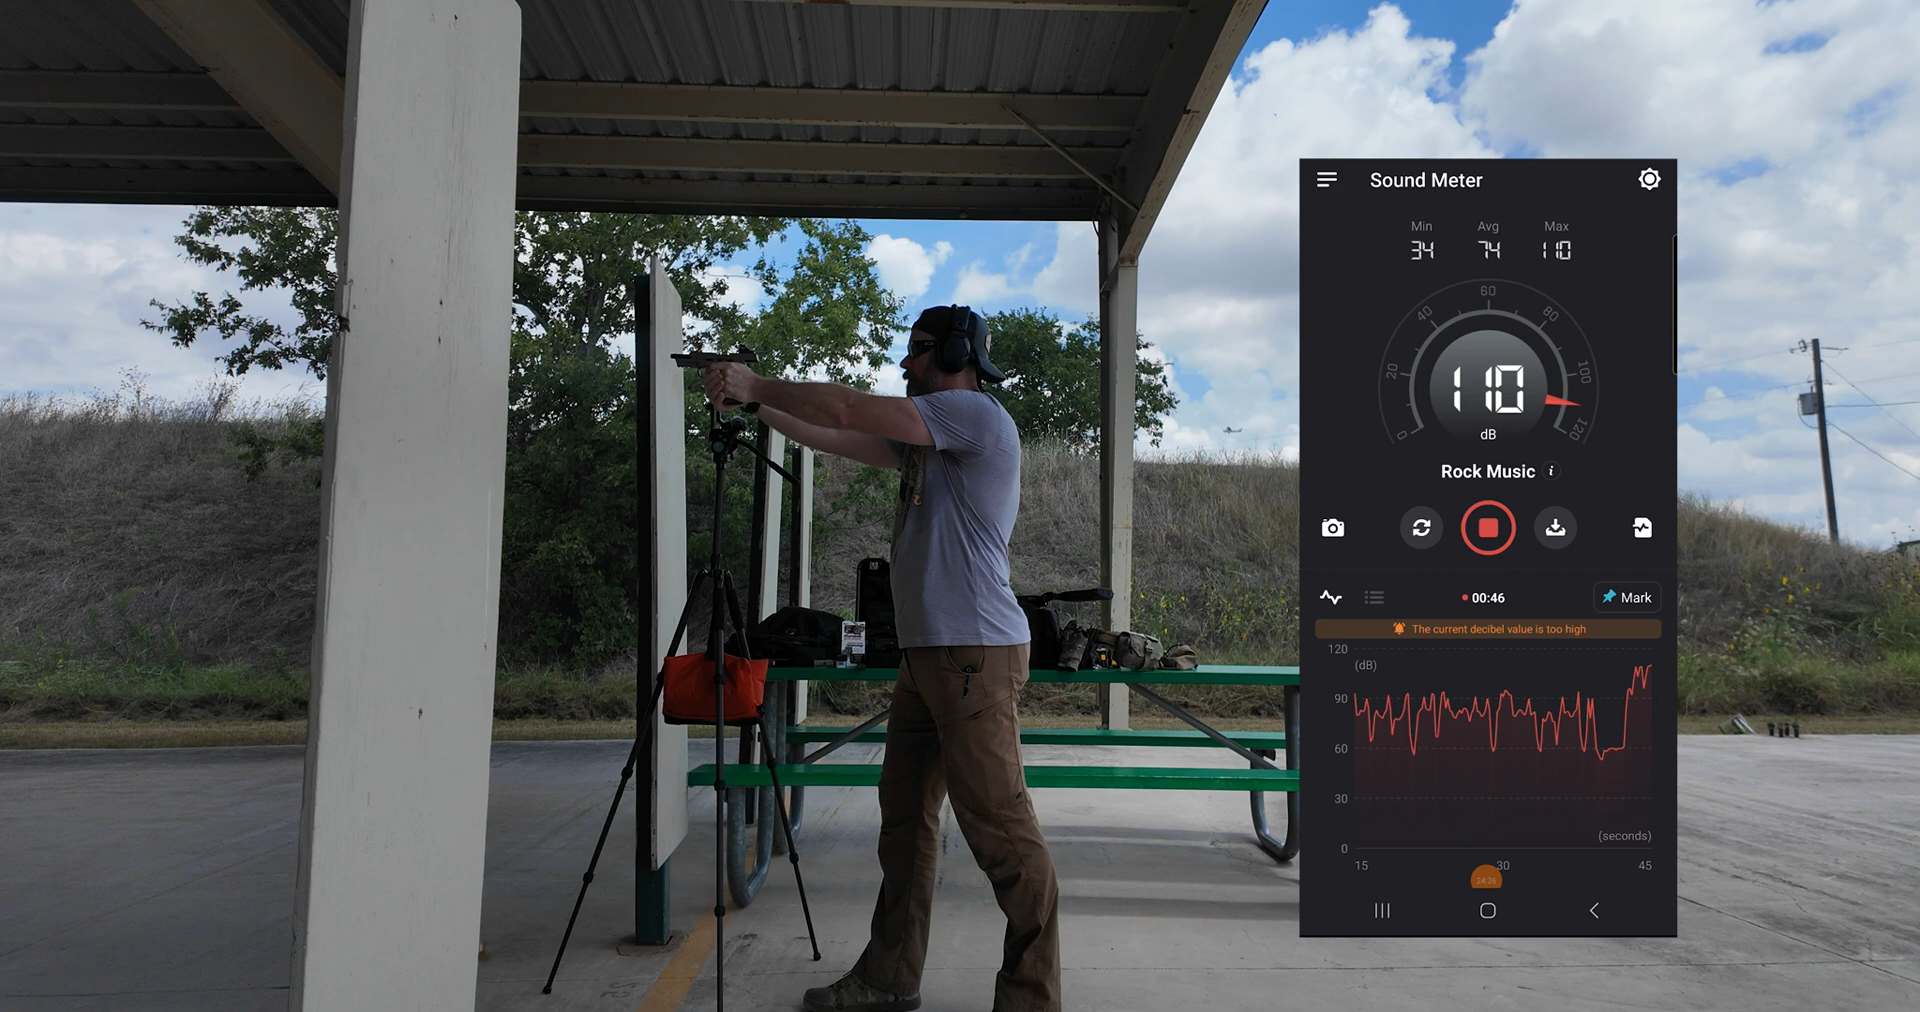 Sound Meter
Min Avg Max
34 74 110
0 20 40 60 80 100 120
110
dB
Rock Music i
00:46
Mark
The current decibel value is too high
120
(dB)
90
60
30
(seconds)
0
15 30 45
24:26